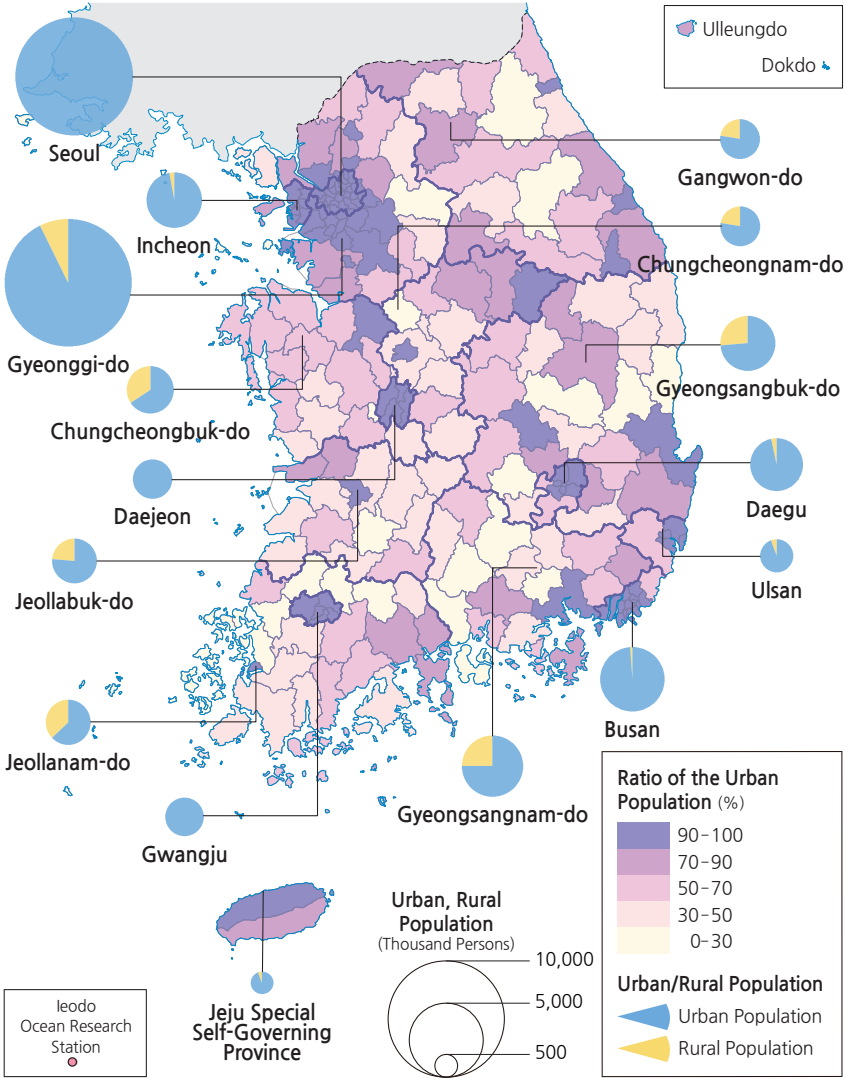 Ulleungdo
Dokdo
Seoul
Gangwon-do
Incheon
Chungcheongnam-do
Gyeonggi-do
Gyeongsangbuk-do
Chungcheongbuk-do
Daejeon
Daegu
Jeollabuk-do
Ulsan
Busan
Jeollanam-do
Gyeongsangnam-do
Gwangju
Ratio of the Urban
Population (%)
90-100
70-90
50-70
30-50
0-30
Urban/Rural Population
Urban Population
Rural Population
Urban, Rural
Population
(Thousand Persons)
10,000
5,000
500
Jeju Special
Self-Governing
Province
Ieodo
Ocean Research
Station